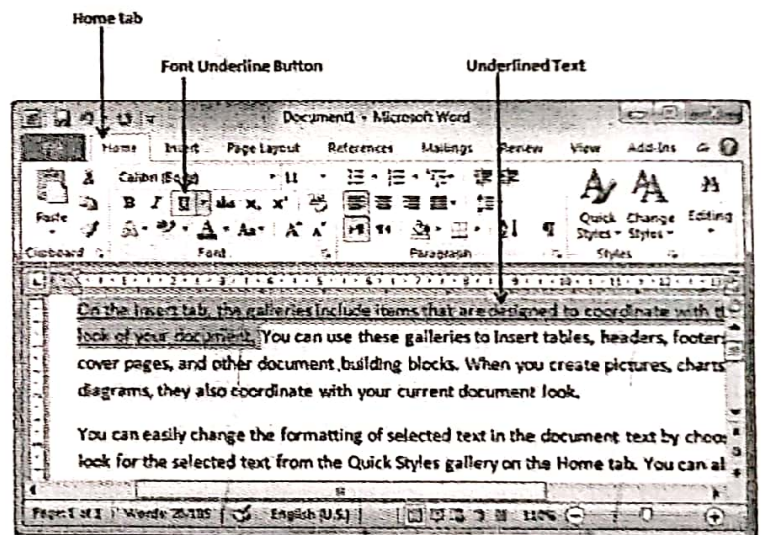 Home tab
Font Underline Button
Underlined Text
Document1 - Microsoft Word
Home Insert Page Layout References Mailings Review View Add-Ins
Calibri (Body) 11
B I U abc x, x'
Paste
Aa
A A
Quick Styles
Change Styles
Editing
Clipboard
Font
Paragraph
Styles
On the Insert tab, the galleries include items that are designed to coordinate with t
look of your document. You can use these galleries to insert tables, headers, footers
cover pages, and other document building blocks. When you create pictures, charts
diagrams, they also coordinate with your current document look.
You can easily change the formatting of selected text in the document text by choos
look for the selected text from the Quick Styles gallery on the Home tab. You can al
Page: 1 of 1 Words: 20/185 English (U.S.) 110%